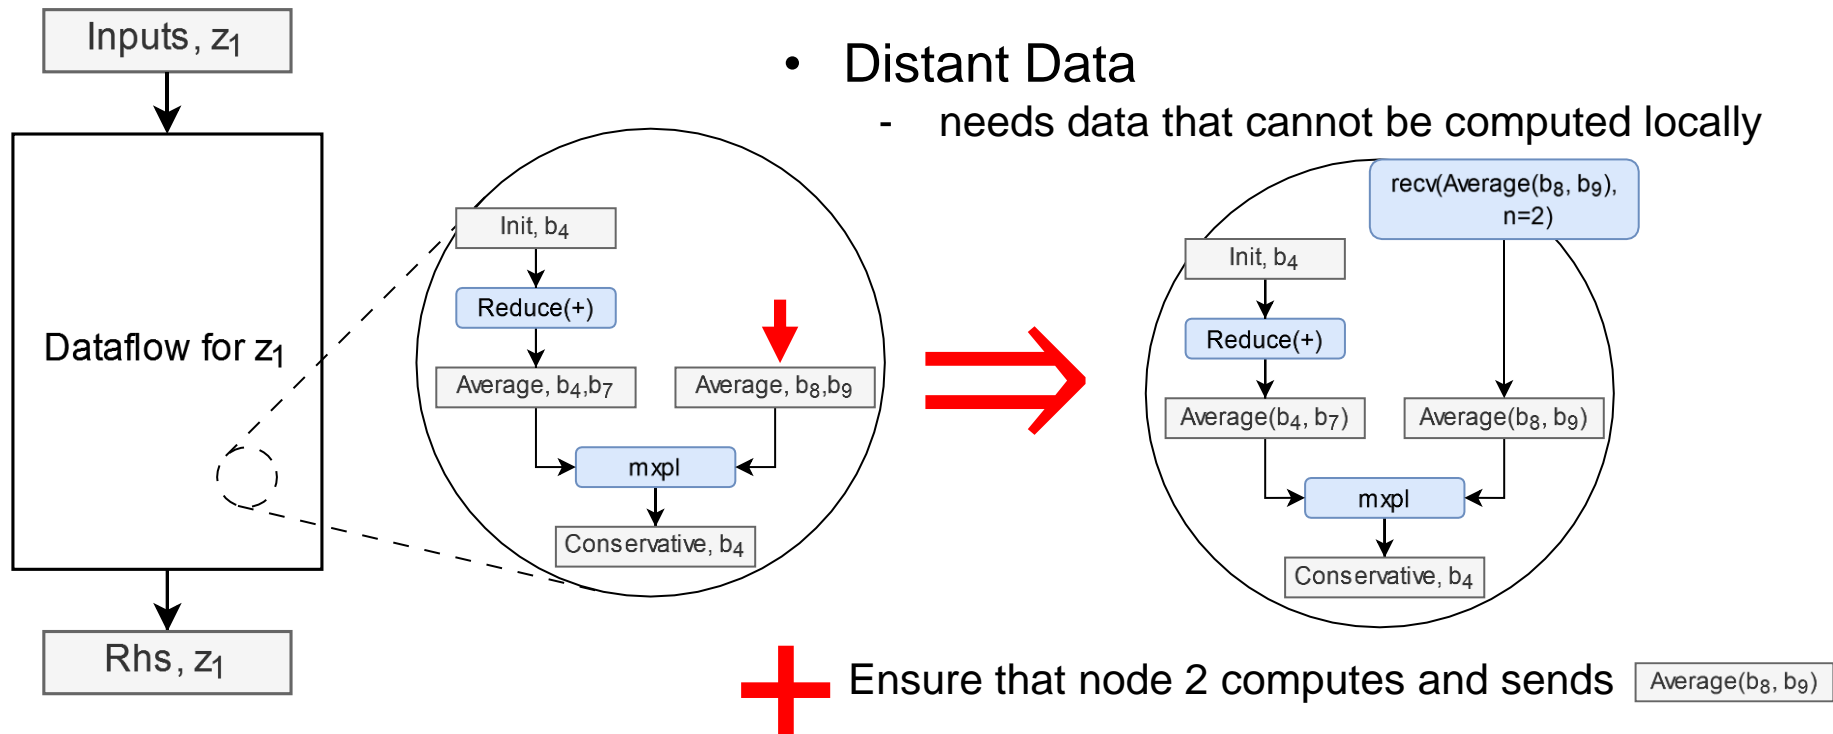 Inputs, z₁
Dataflow for z₁
Rhs, z₁
• Distant Data
- needs data that cannot be computed locally
Init, b₄
Reduce(+)
Average, b₄,b₇
Average, b₈,b₉
mxpl
Conservative, b₄
recv(Average(b₈, b₉),
n=2)
Init, b₄
Reduce(+)
Average(b₄, b₇)
Average(b₈, b₉)
mxpl
Conservative, b₄
Ensure that node 2 computes and sends Average(b₈, b₉)